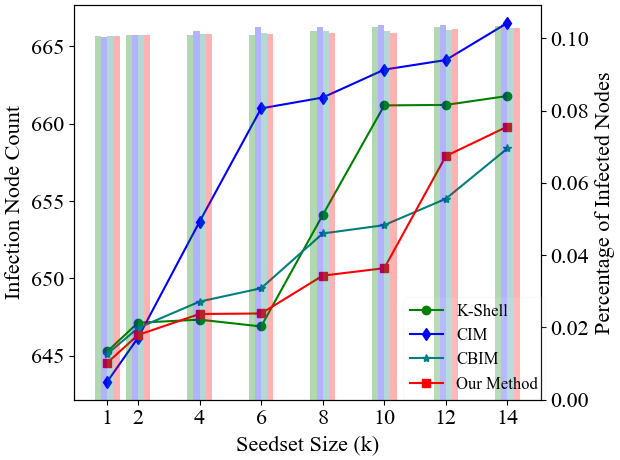 665
660
655
650
645
Infection Node Count
0.10
0.08
0.06
0.04
0.02
0.00
Percentage of Infected Nodes
K-Shell
CIM
CBIM
Our Method
1 2 4 6 8 10 12 14
Seedset Size (k)